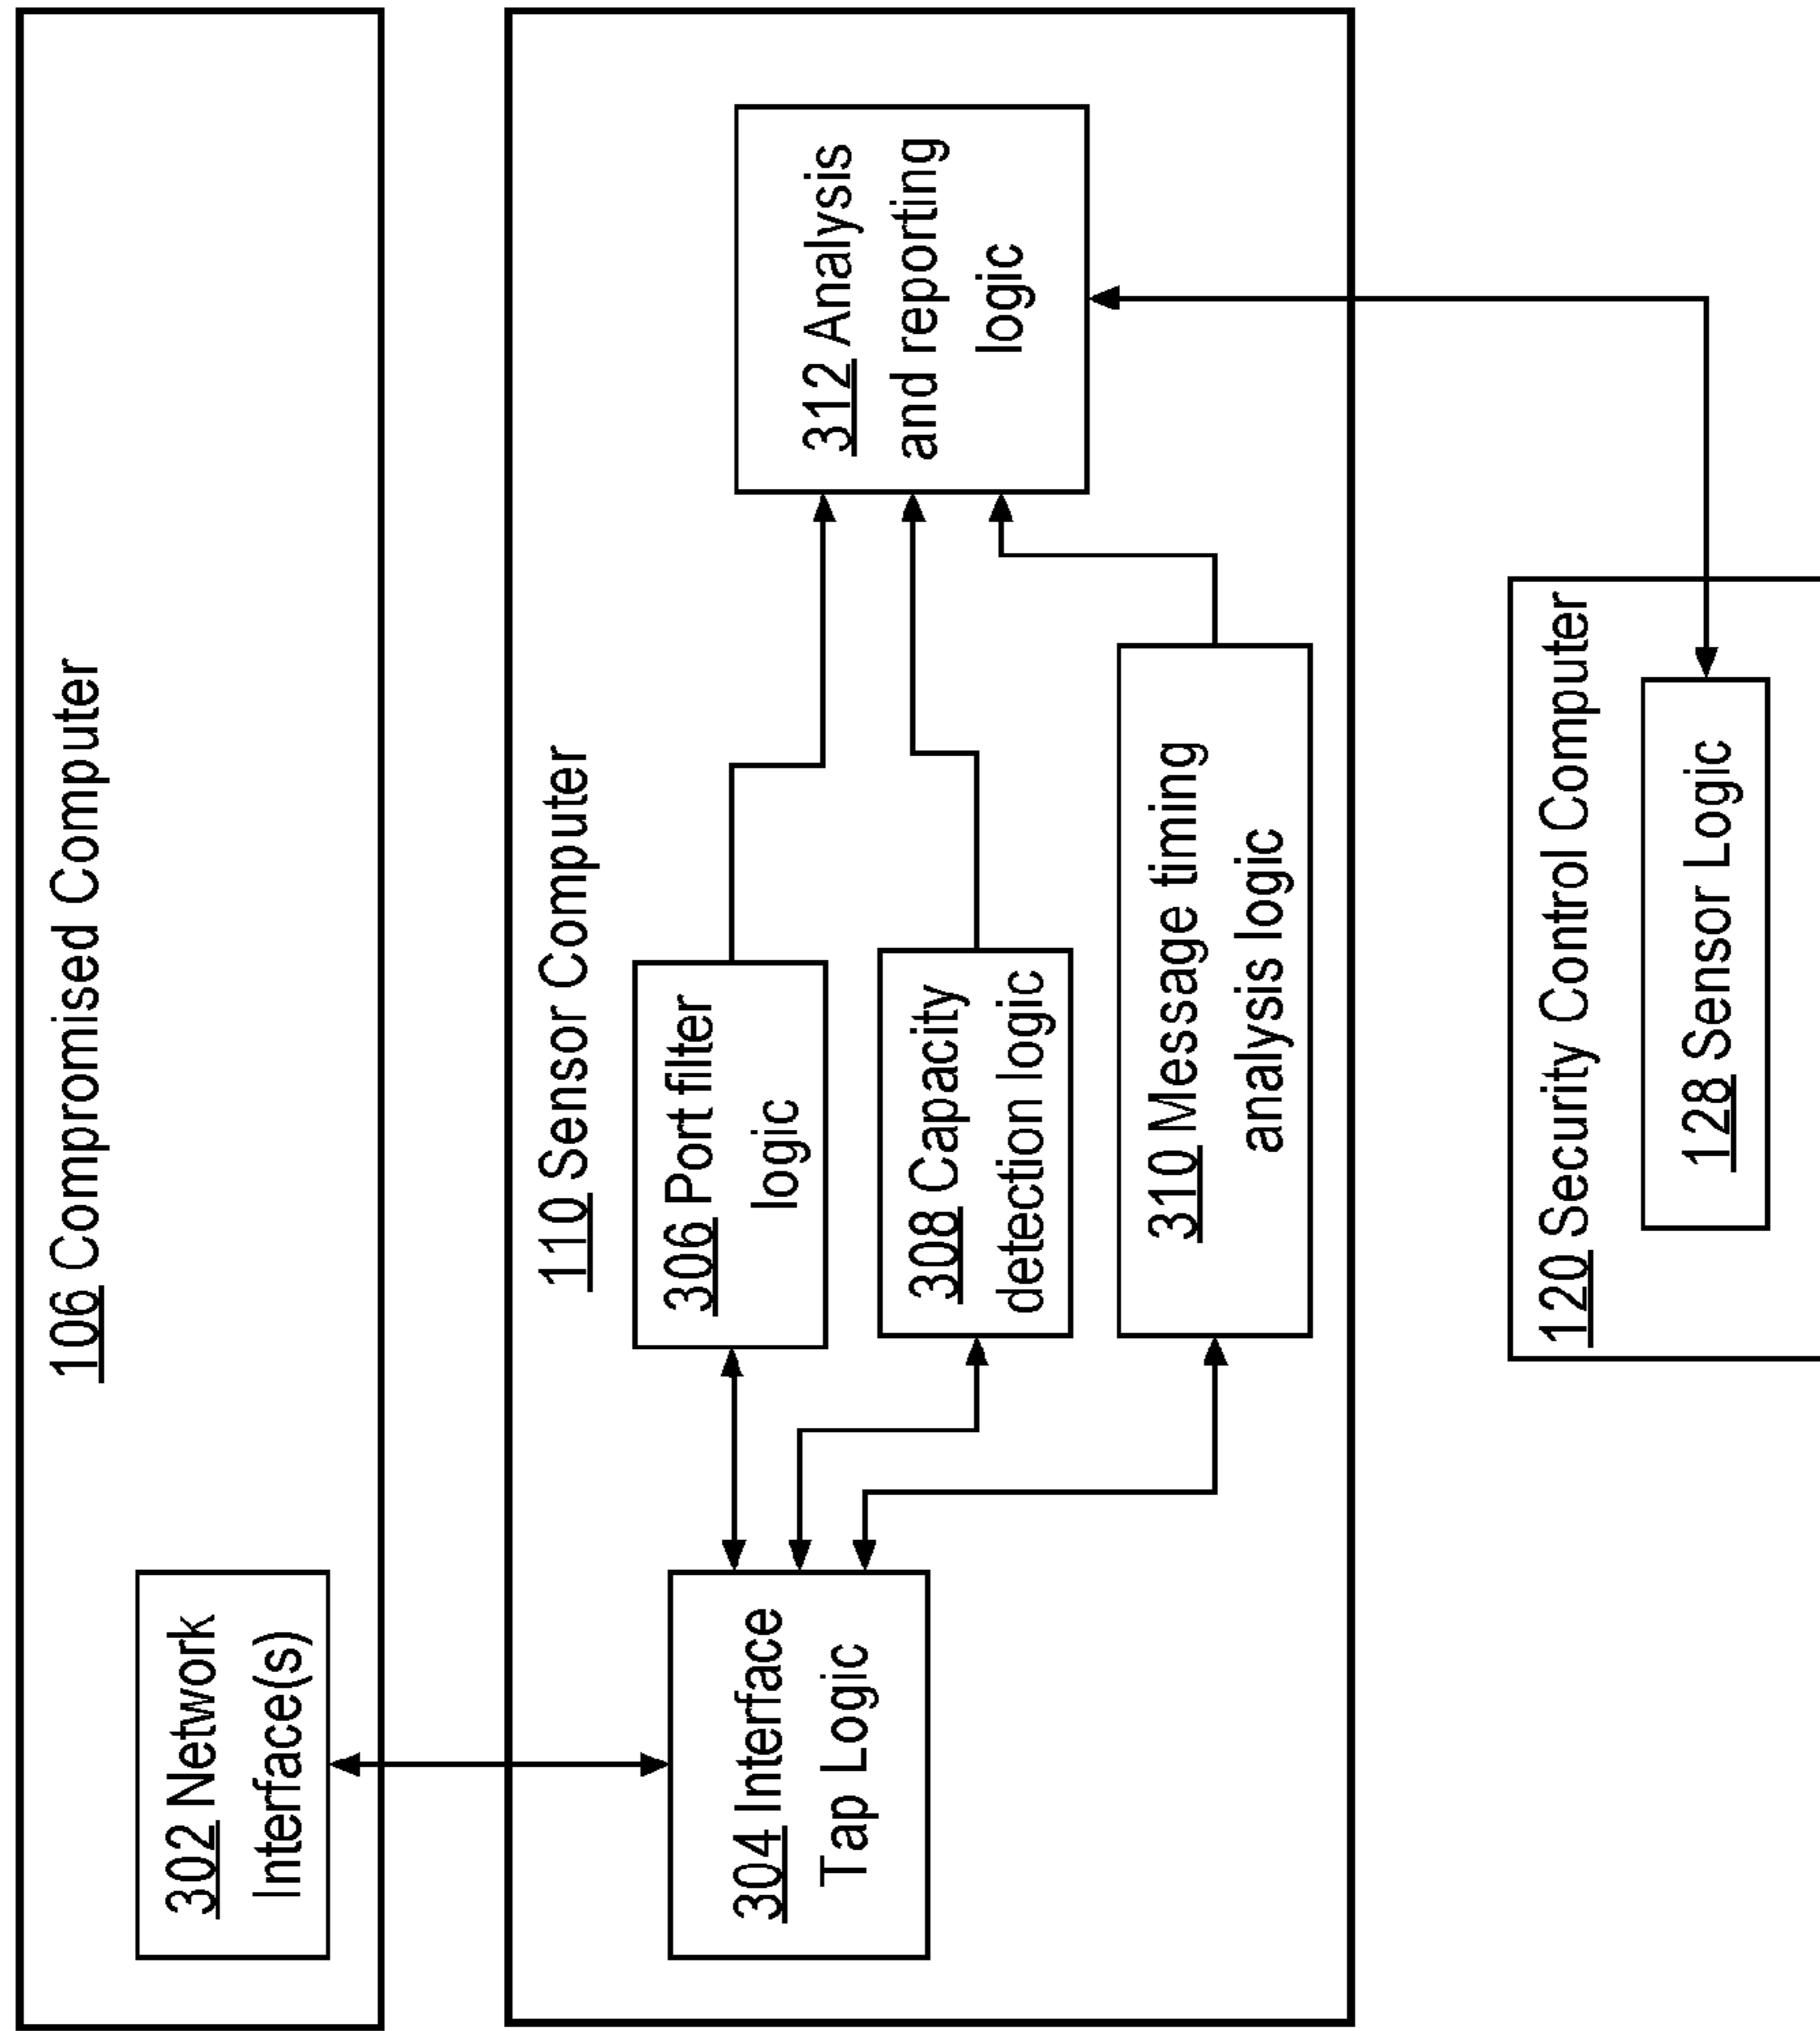 106 Compromised Computer
302 Network
Interface(s)
110 Sensor Computer
304 Interface
Tap Logic
306 Port filter
logic
308 Capacity
detection logic
310 Message timing
analysis logic
312 Analysis
and reporting
logic
120 Security Control Computer
128 Sensor Logic